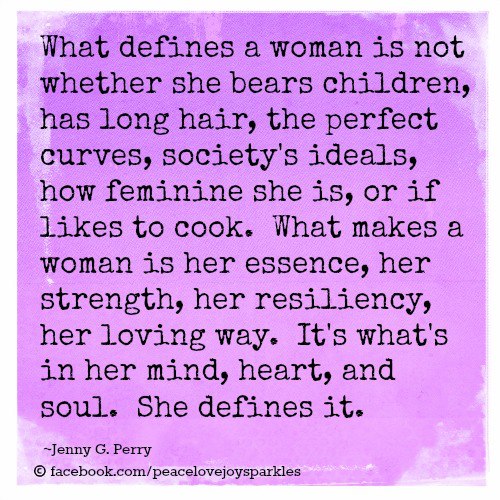 What defines a woman is not
whether she bears children,
has long hair, the perfect
curves, society's ideals,
how feminine she is, or if
likes to cook.  What makes a
woman is her essence, her
strength, her resiliency,
her loving way.  It's what's
in her mind, heart, and
soul.  She defines it.
~Jenny G. Perry
© facebook.com/peacelovejoysparkles